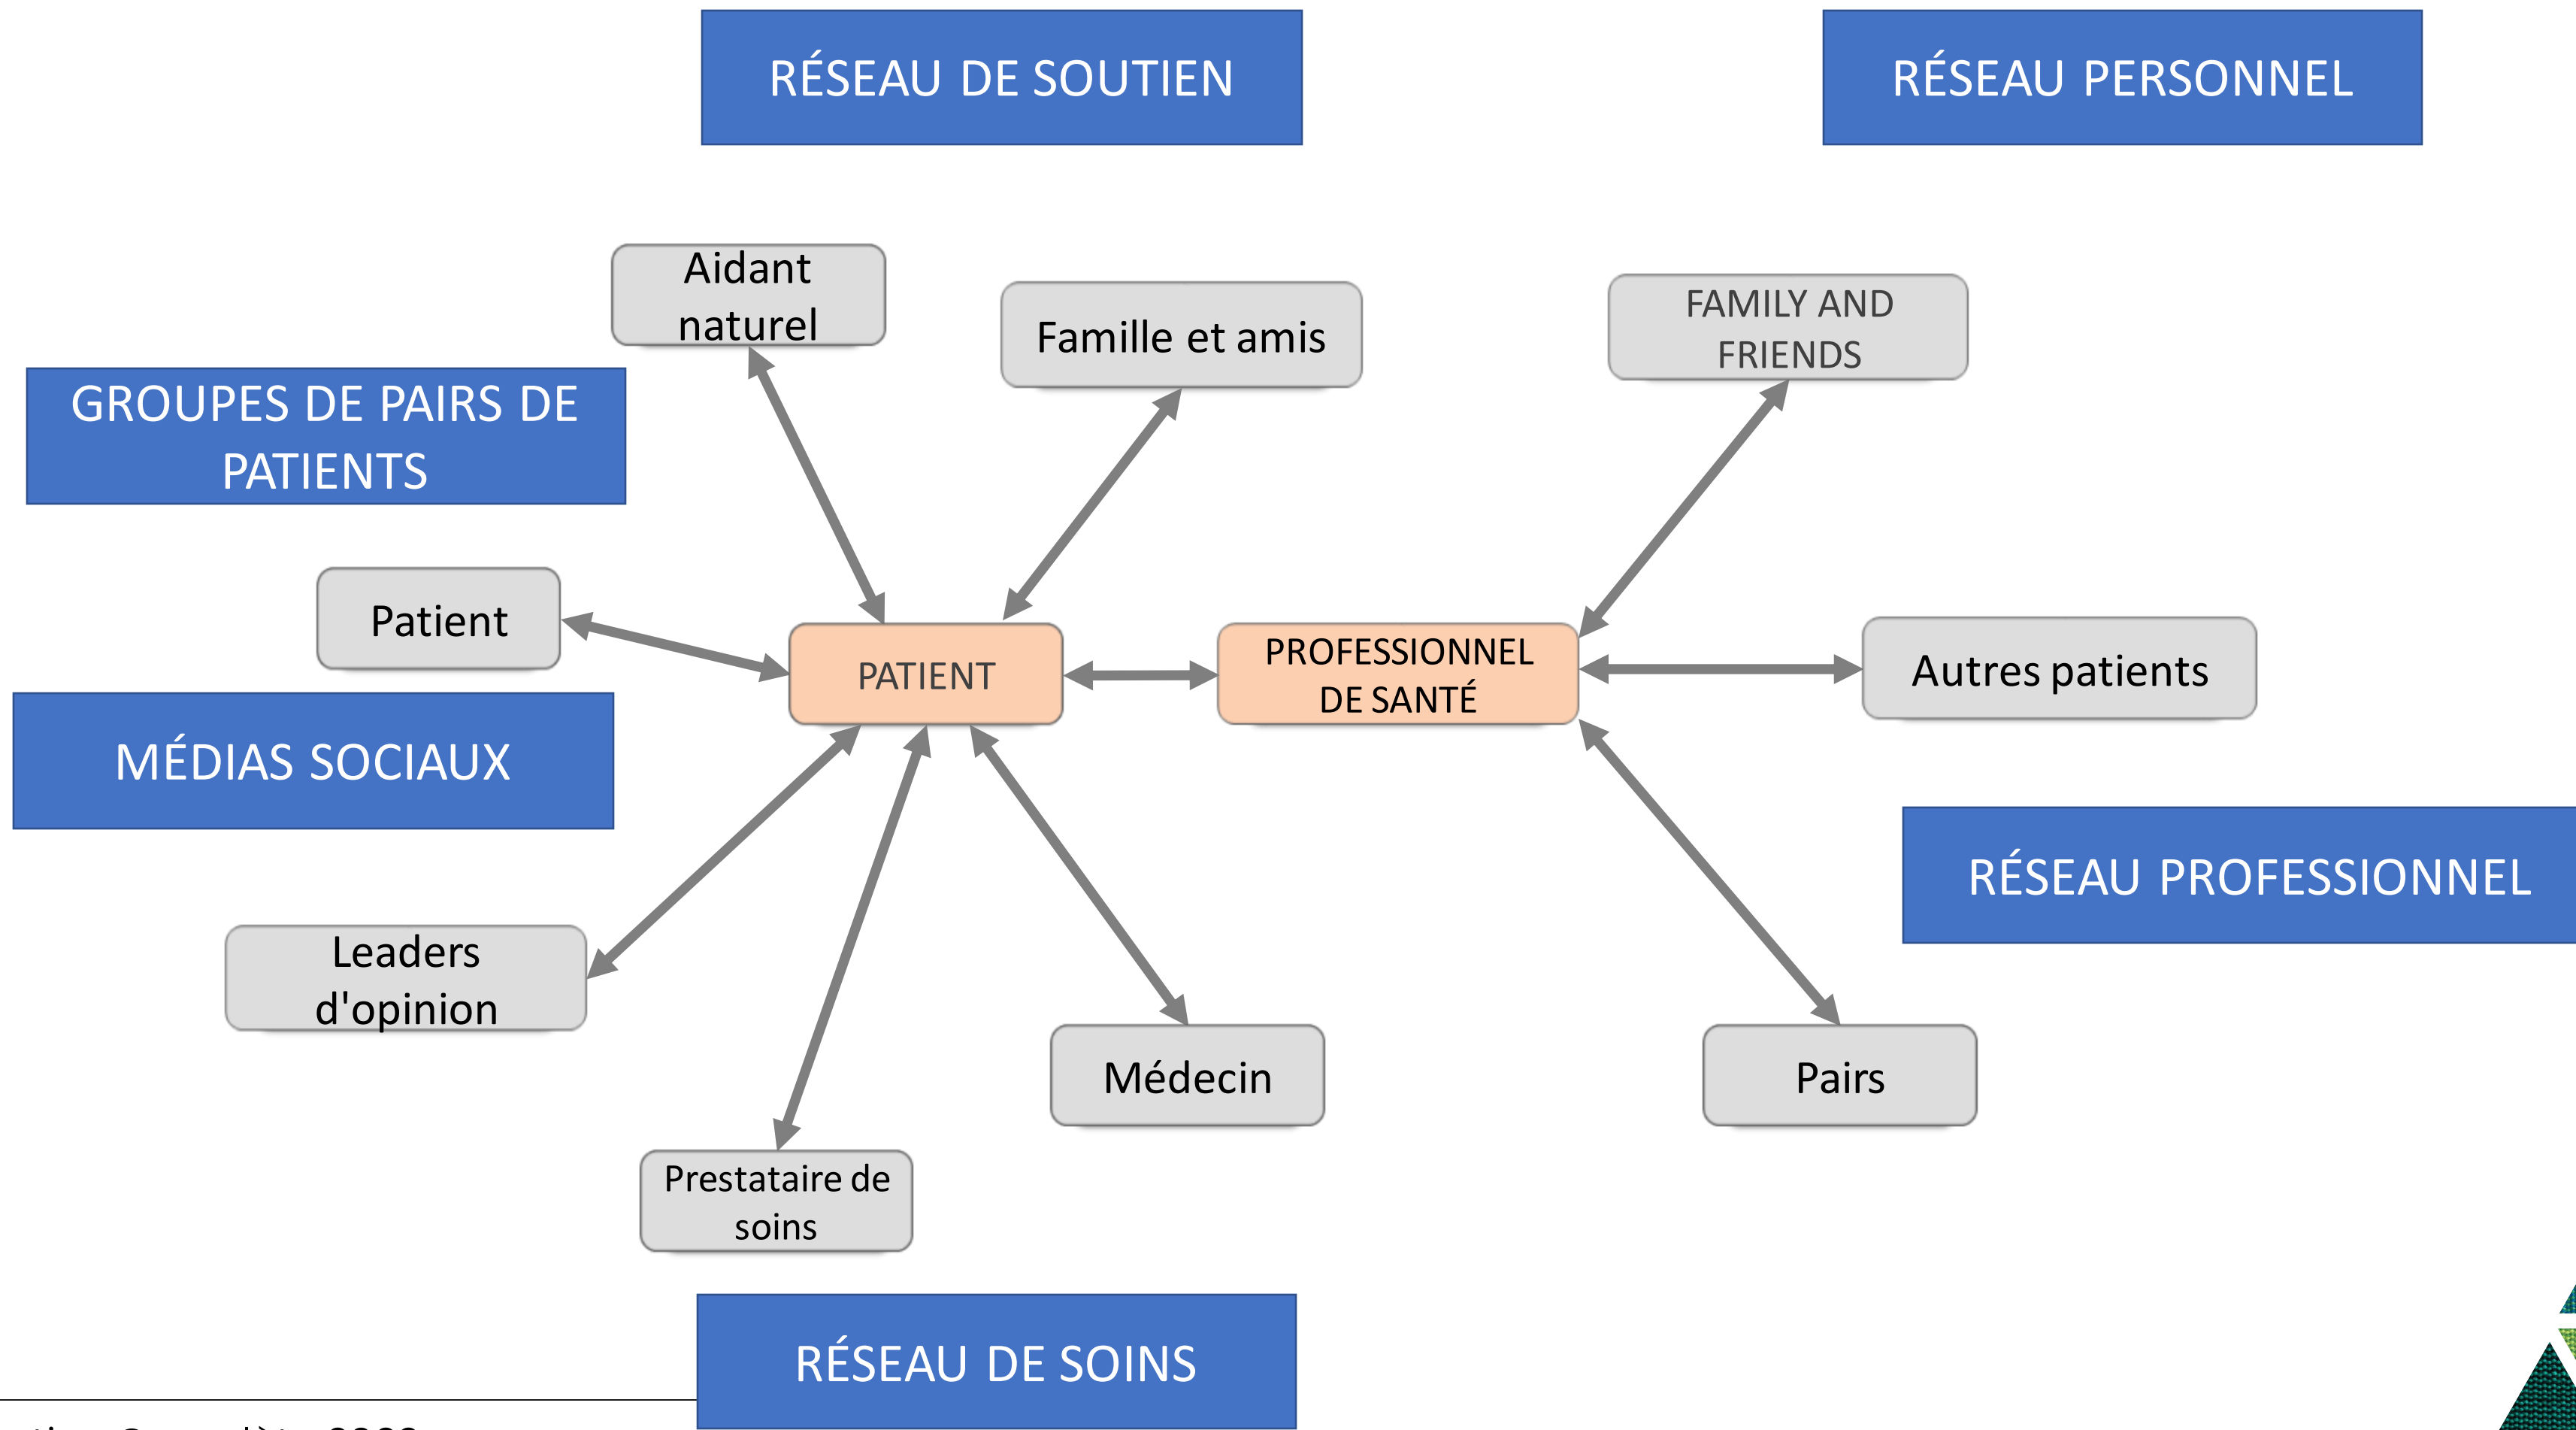 RÉSEAU DE SOUTIEN
RÉSEAU PERSONNEL
Aidant
naturel
Famille et amis
FAMILY AND
FRIENDS
GROUPES DE PAIRS DE
PATIENTS
Patient
PATIENT
PROFESSIONNEL
DE SANTÉ
Autres patients
MÉDIAS SOCIAUX
RÉSEAU PROFESSIONNEL
Leaders
d'opinion
Médecin
Pairs
Prestataire de
soins
RÉSEAU DE SOINS